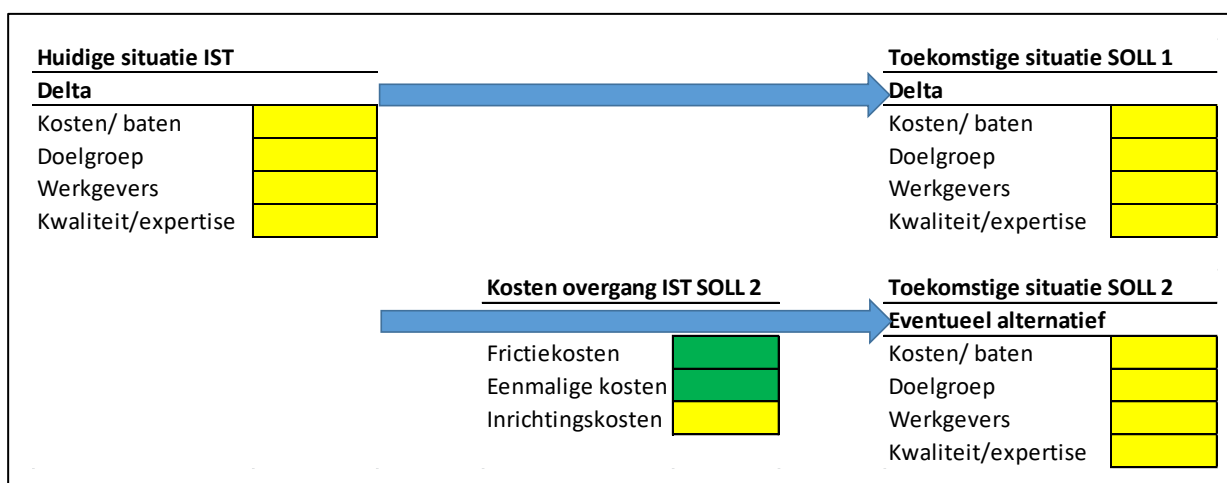 Huidige situatie IST
Delta
Kosten/ baten
Doelgroep
Werkgevers
Kwaliteit/expertise
Toekomstige situatie SOLL 1
Delta
Kosten/ baten
Doelgroep
Werkgevers
Kwaliteit/expertise
Kosten overgang IST SOLL 2
Frictiekosten
Eenmalige kosten
Inrichtingskosten
Toekomstige situatie SOLL 2
Eventueel alternatief
Kosten/ baten
Doelgroep
Werkgevers
Kwaliteit/expertise